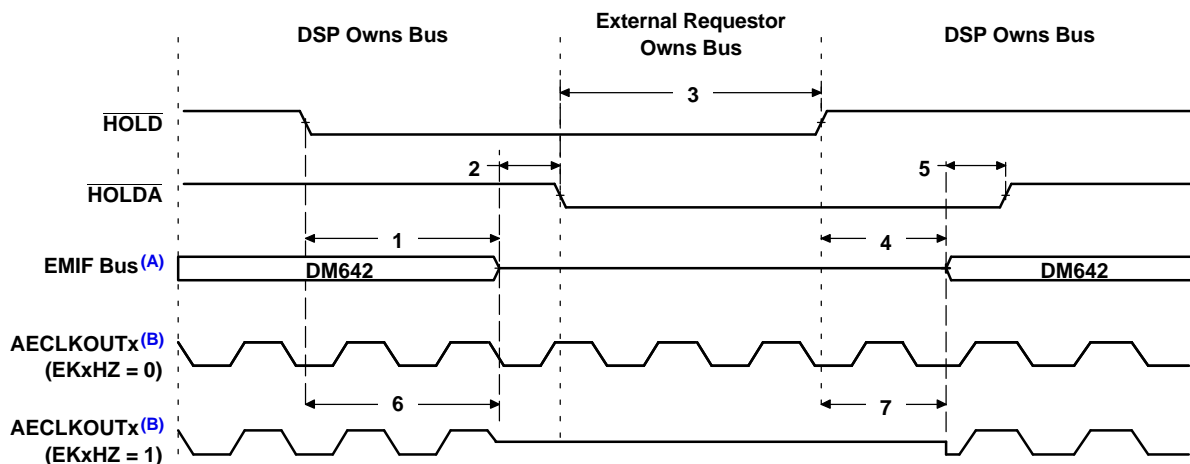 DSP Owns Bus
External Requestor
Owns Bus
DSP Owns Bus
3
HOLD
2
5
HOLDA
1
4
EMIF Bus(A)
DM642
DM642
AECLKOUTx(B)
(EKxHZ = 0)
6
7
AECLKOUTx(B)
(EKxHZ = 1)